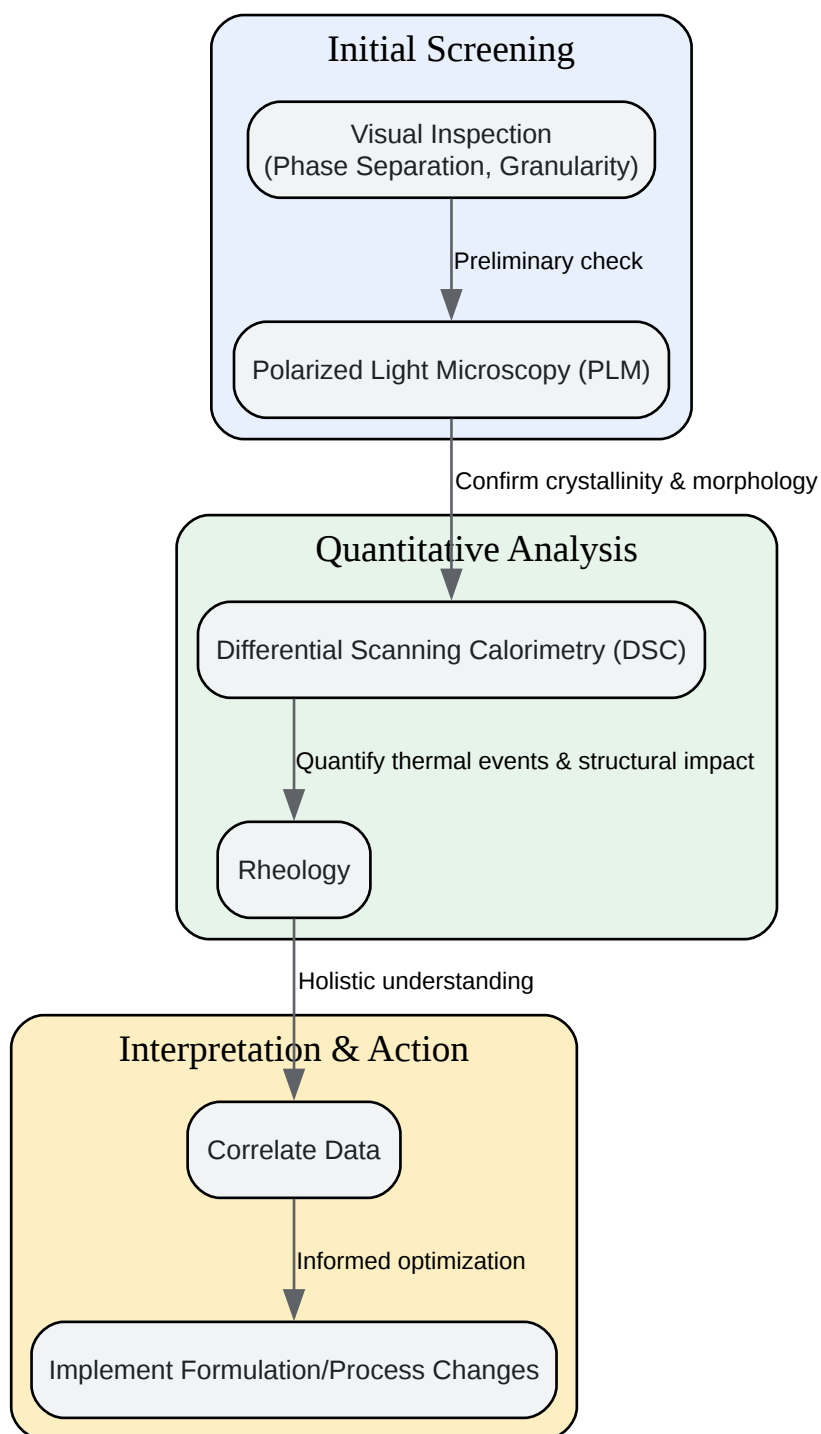 Initial Screening
Visual Inspection
(Phase Separation, Granularity)
Preliminary check
Polarized Light Microscopy (PLM)
Confirm crystallinity & morphology
Quantitative Analysis
Differential Scanning Calorimetry (DSC)
Quantify thermal events & structural impact
Rheology
Holistic understanding
Interpretation & Action
Correlate Data
Informed optimization
Implement Formulation/Process Changes